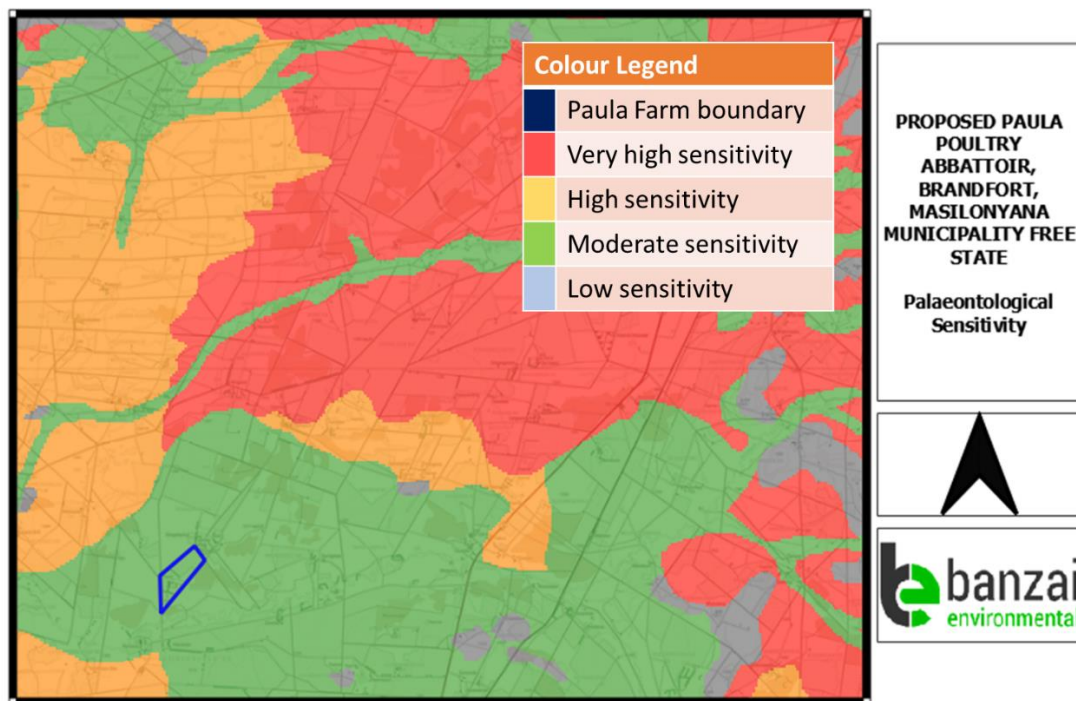 Colour Legend
Paula Farm boundary
Very high sensitivity
High sensitivity
Moderate sensitivity
Low sensitivity
PROPOSED PAULA
POULTRY
ABBATTOIR,
BRANDFORT,
MASILONYANA
MUNICIPALITY FREE
STATE
Palaeontological
Sensitivity
banzai
environmental